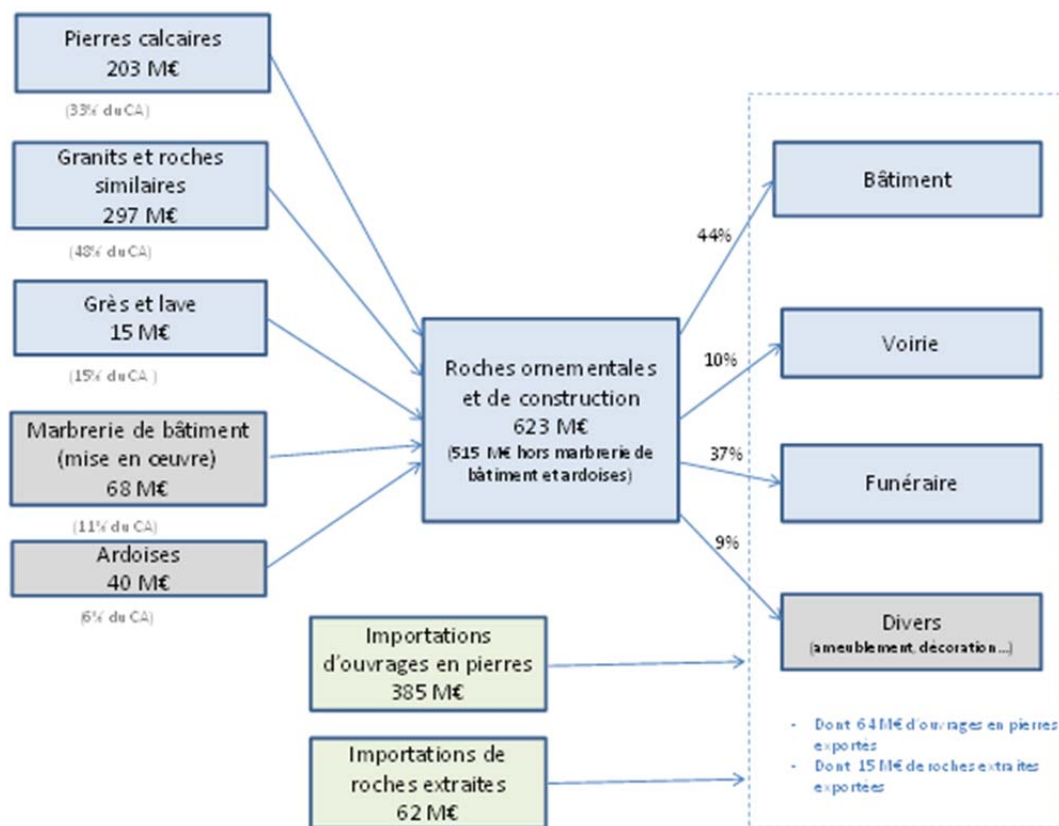 Pierres calcaires
203 M€
(33% du CA)
Granits et roches
similaires
297 M€
(48% du CA)
Grès et lave
15 M€
(15% du CA )
Marbrerie de bâtiment
(mise en œuvre)
68 M€
(11% du CA)
Ardoises
40 M€
(6% du CA)
Roches ornementales
et de construction
623 M€
(515 M€ hors marbrerie de
bâtiment et ardoises)
44%
10%
37%
9%
Bâtiment
Voirie
Funéraire
Divers
(ameublement, décoration...)
Importations
d'ouvrages en pierres
385 M€
Importations de
roches extraites
62 M€
- Dont 64 M€ d'ouvrages en pierres
exportés
- Dont 15 M€ de roches extraites
exportées